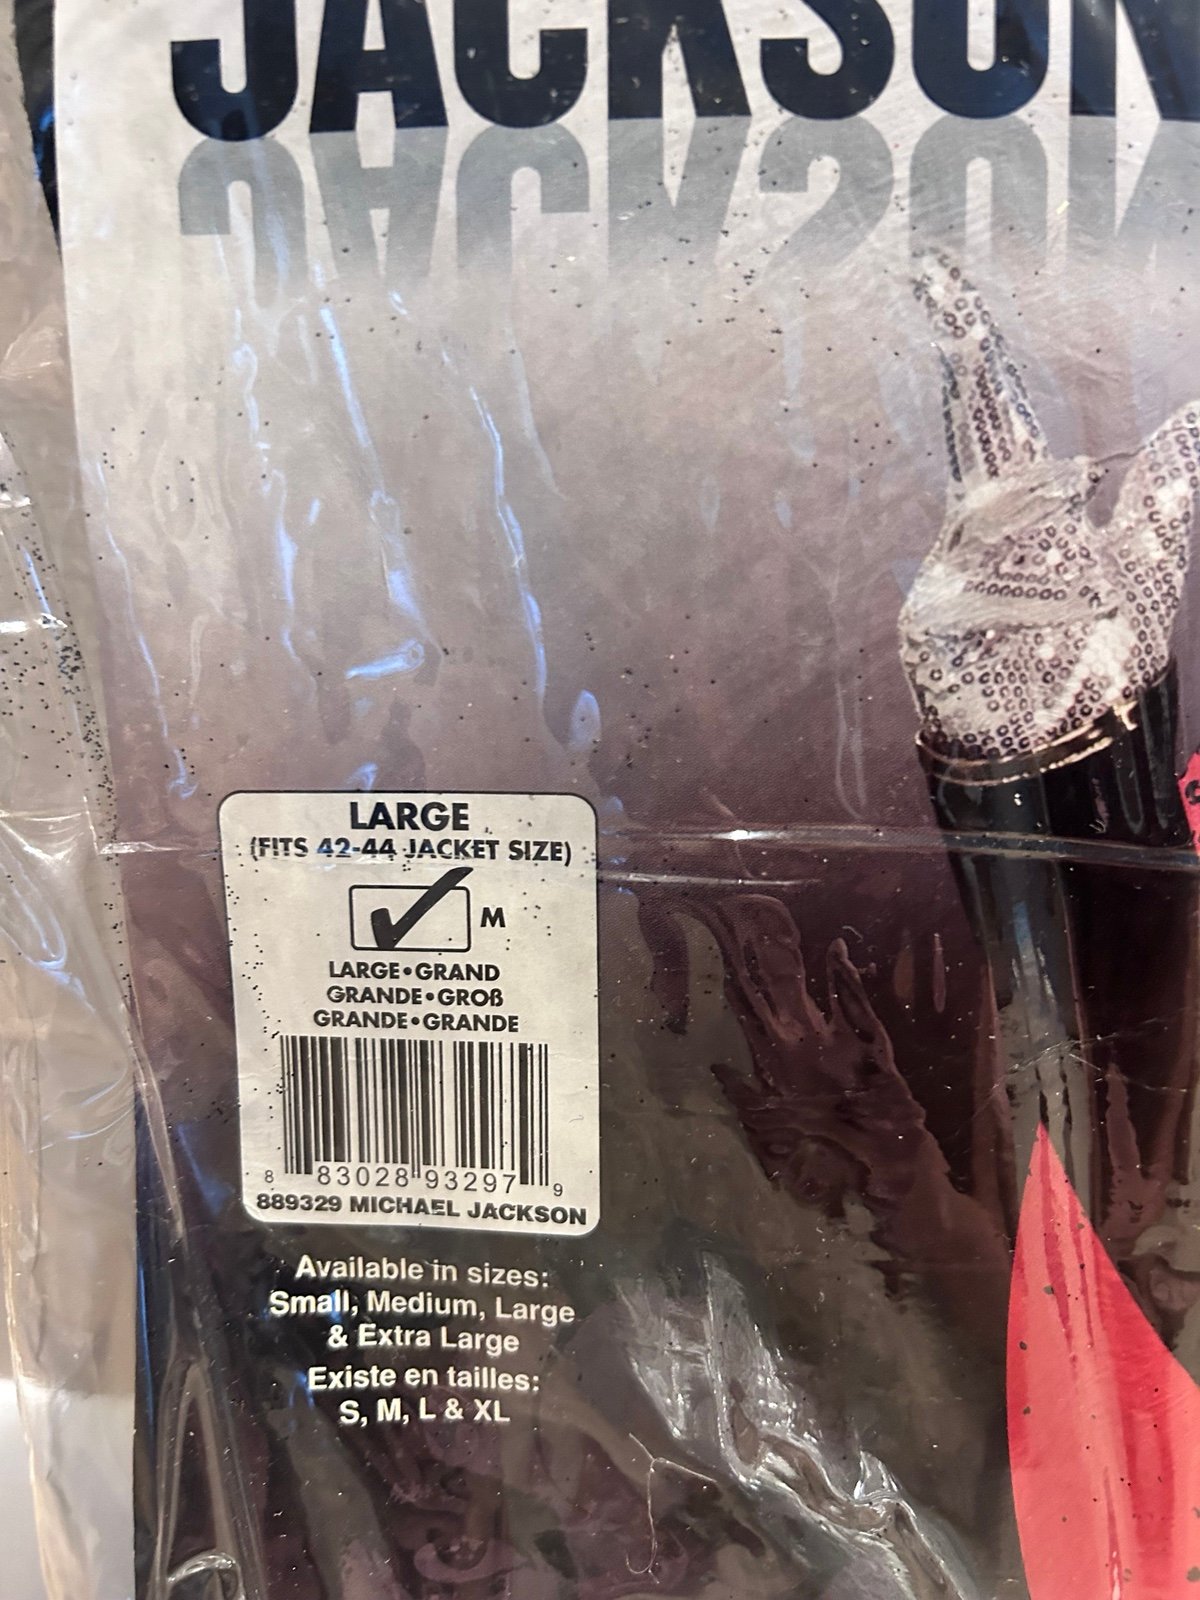 JACKSON
LARGE
(FITS 42-44 JACKET SIZE)
M
LARGE•GRAND
GRANDE•GROß
GRANDE•GRANDE
8 83028 93297 9
889329 MICHAEL JACKSON
Available in sizes:
Small, Medium, Large
& Extra Large
Existe en tailles:
S, M, L & XL